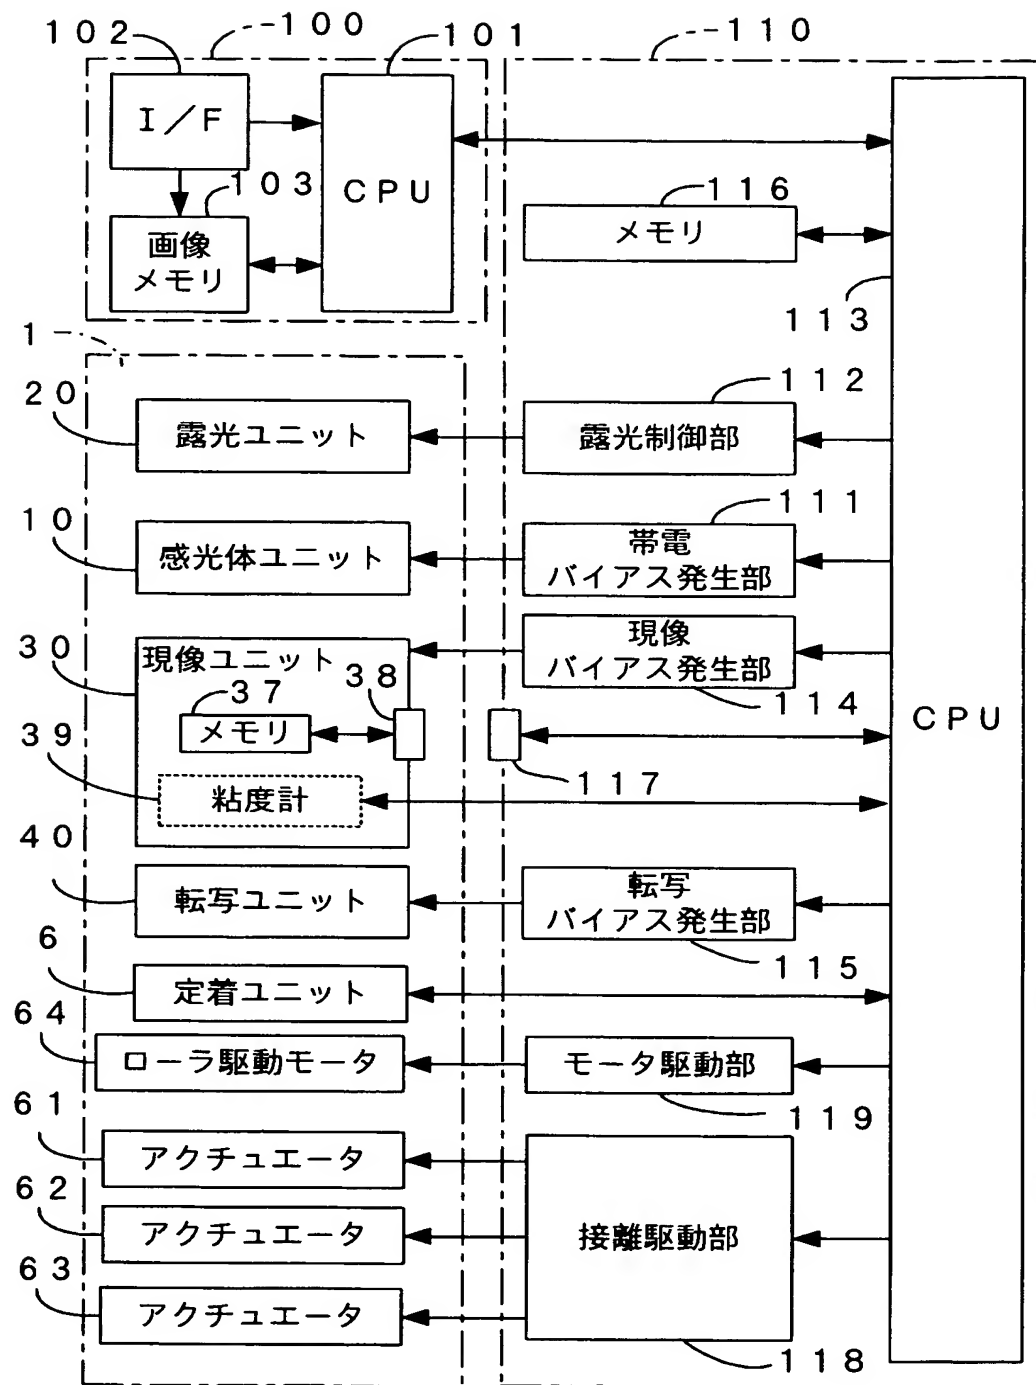 102
100
101
110
I/F
CPU
103
画像
メモリ
116
メモリ
113
1
20
露光ユニット
112
露光制御部
10
感光体ユニット
111
帯電
バイアス発生部
30
現像ユニット
37
メモリ
38
現像
バイアス発生部
114
CPU
39
粘度計
117
40
転写ユニット
転写
バイアス発生部
115
6
定着ユニット
64
ローラ駆動モータ
モータ駆動部
119
61
アクチュエータ
62
アクチュエータ
接離駆動部
63
アクチュエータ
118